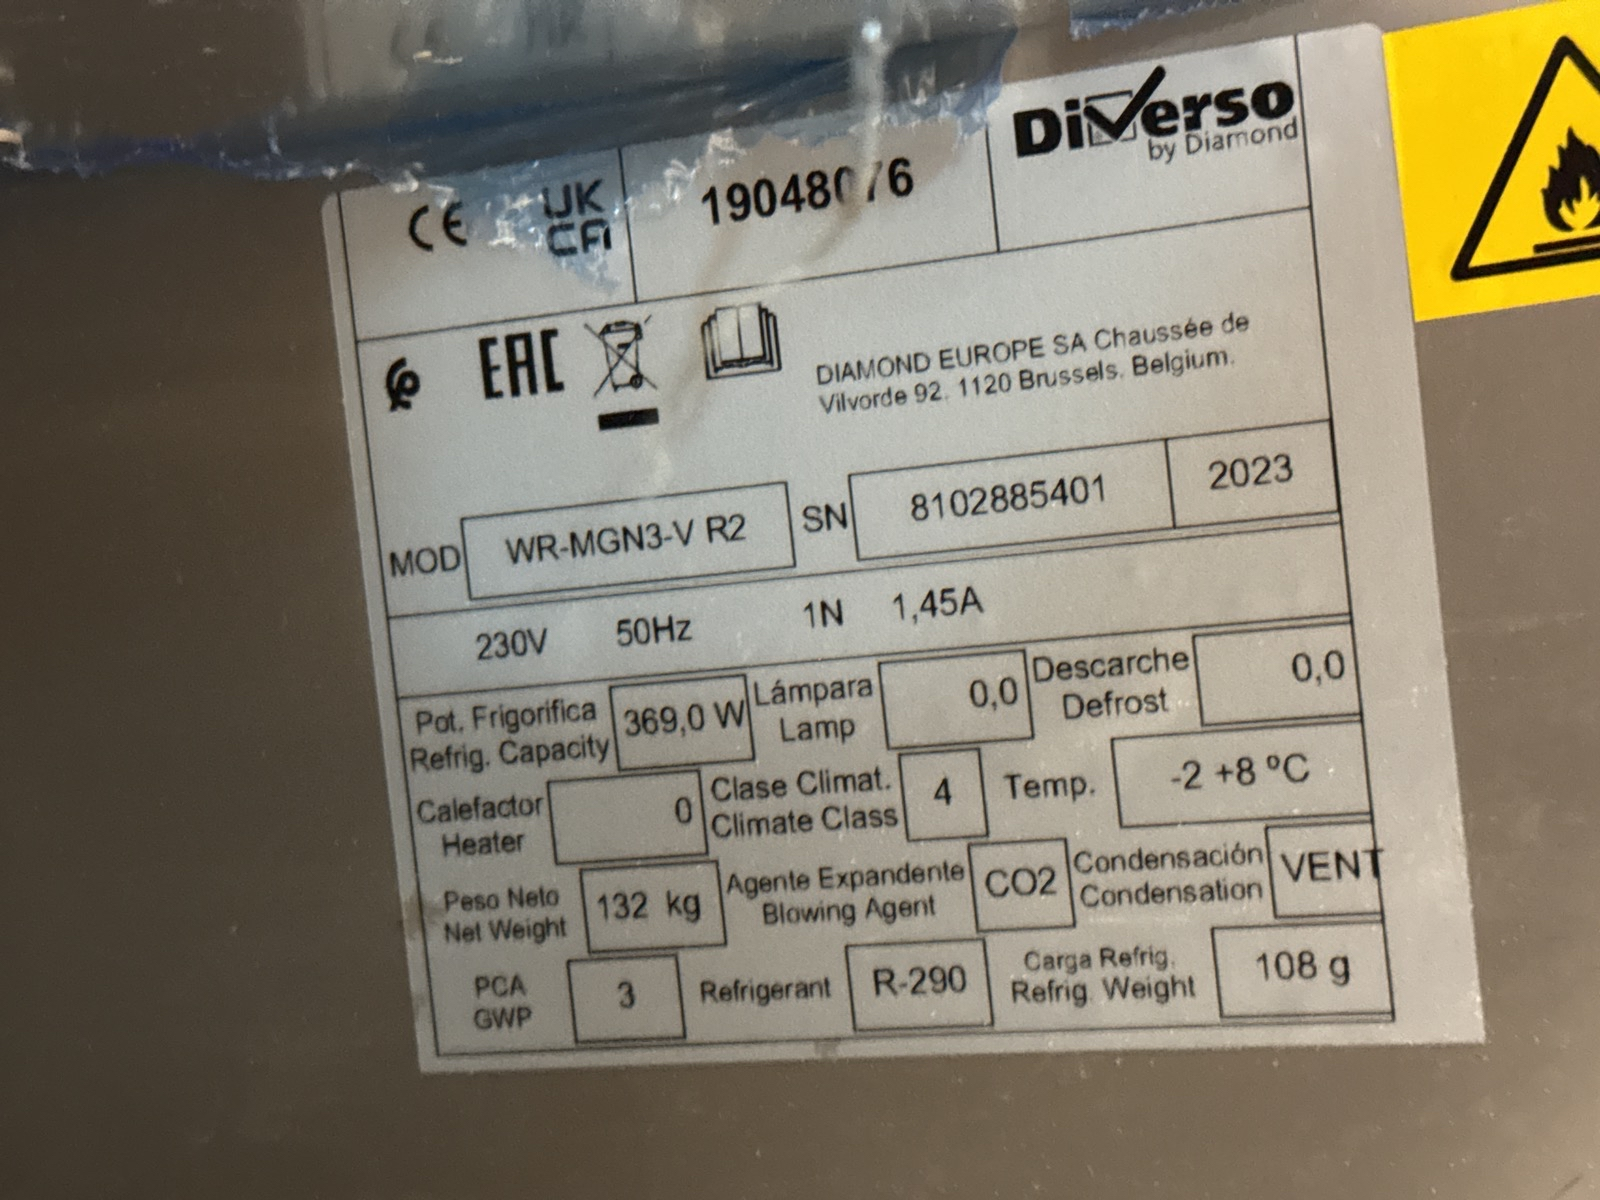 DiVerso
by Diamond
CE UK
CA
19048076
EAC
DIAMOND EUROPE SA Chaussée de
Vilvorde 92, 1120 Brussels. Belgium.
MOD WR-MGN3-V R2 SN 8102885401 2023
230V 50Hz 1N 1,45A
Pot. Frigorifica 369,0 W Lámpara 0,0 Descarche 0,0
Refrig. Capacity Lamp Defrost
Calefactor 0 Clase Climat. 4 Temp. -2 +8 ºC
Heater Climate Class
Peso Neto 132 kg Agente Expandente CO2 Condensación VENT
Net Weight Blowing Agent Condensation
PCA 3 Refrigerant R-290 Carga Refrig. 108 g
GWP Refrig. Weight